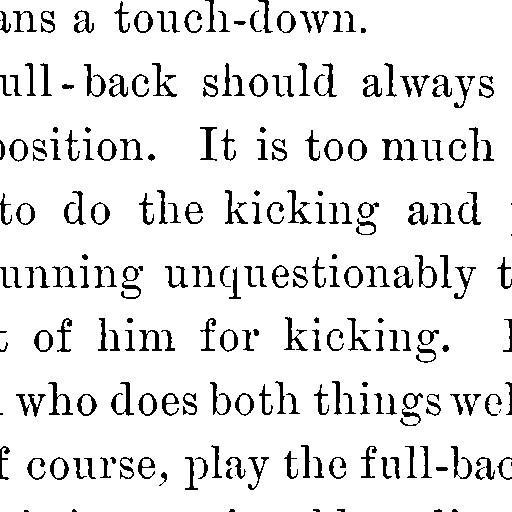 ans a touch-down.
ull-back should always
position. It is too much
to do the kicking and
unning unquestionably
of him for kicking.
who does both things wel
f course, play the full-bac